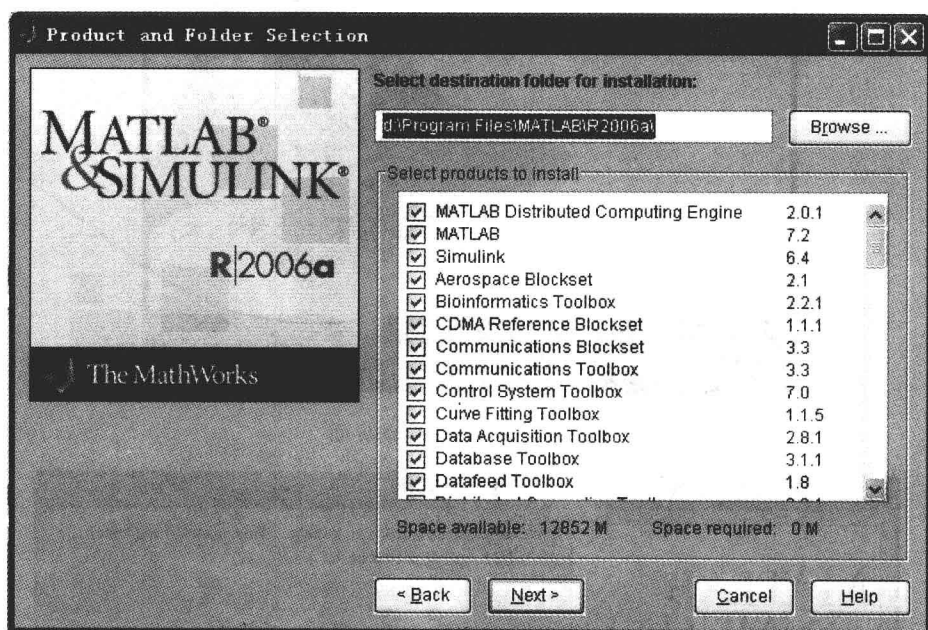 Product and Folder Selection
MATLAB®
&SIMULINK®
R|2006a
The MathWorks
Select destination folder for installation:
d:\Program Files\MATLAB\R2006a\
Browse ...
Select products to install
MATLAB Distributed Computing Engine 2.0.1
MATLAB 7.2
Simulink 6.4
Aerospace Blockset 2.1
Bioinformatics Toolbox 2.2.1
CDMA Reference Blockset 1.1.1
Communications Blockset 3.3
Communications Toolbox 3.3
Control System Toolbox 7.0
Curve Fitting Toolbox 1.1.5
Data Acquisition Toolbox 2.8.1
Database Toolbox 3.1.1
Datafeed Toolbox 1.8
Space available: 12852 M Space required: 0 M
< Back
Next >
Cancel
Help